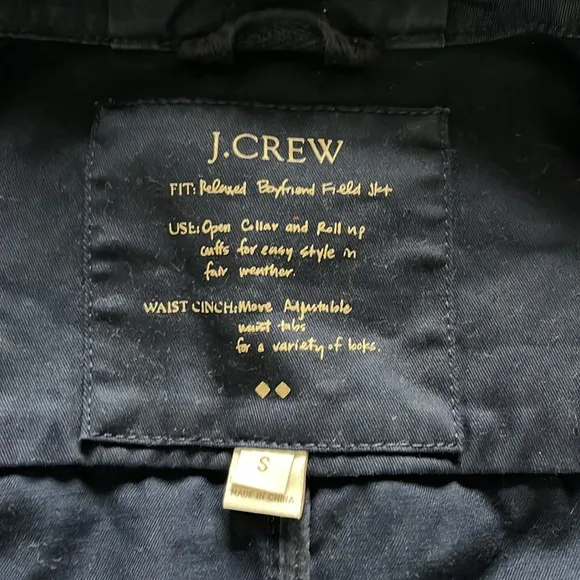 J.CREW
FIT: Relaxed Boyfriend Field Jkt
USE: Open Collar and Roll up
cuffs for easy style in
fair weather.
WAIST CINCH: Move Adjustable
waist tabs
for a variety of looks.
S
MADE IN CHINA